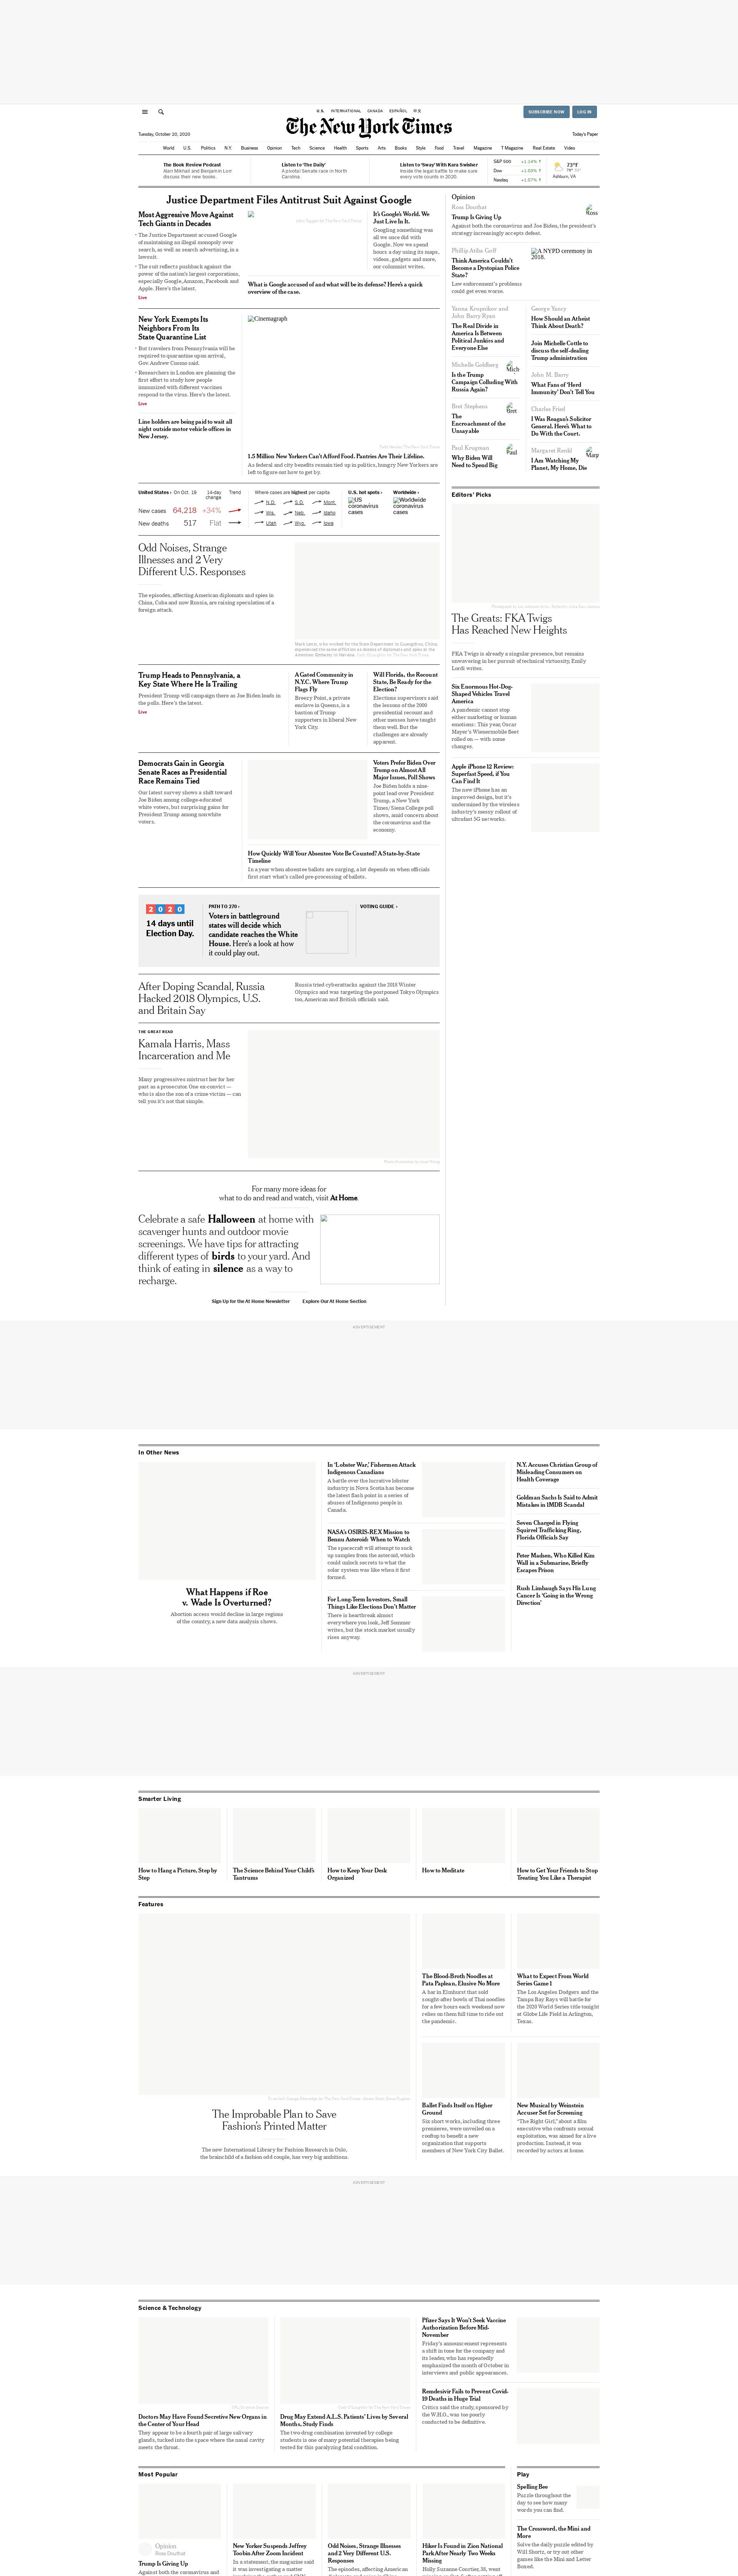 U.S.
INTERNATIONAL
CANADA
ESPAÑOL
中文
SUBSCRIBE NOW
LOG IN
The New York Times
Tuesday, October 20, 2020
Today's Paper
World
U.S.
Politics
N.Y.
Business
Opinion
Tech
Science
Health
Sports
Arts
Books
Style
Food
Travel
Magazine
T Magazine
Real Estate
Video
The Book Review Podcast
Alexi McHail and Benjamin Lorr
discuss their new books.
Listen to 'The Daily'
A pivotal Senate race in North
Carolina.
Listen to 'Sway' With Kara Swisher
Inside the legal battle to make sure
every vote counts in 2020.
S&P 500
Dow
Nasdaq
73°F
Ashburn, VA
Justice Department Files Antitrust Suit Against Google
Most Aggressive Move Against
Tech Giants in Decades
The Justice Department accused Google
of maintaining an illegal monopoly over
search, as well as search advertising, in a
lawsuit.
The suit reflects pushback against the
power of the nation's largest corporations,
especially Google, Amazon, Facebook and
Apple. Here's the latest.
Live
It's Google's World. We
Just Live In It.
Googling something was
all we once did with
Google. Now we spend
hours a day using its maps,
videos, gadgets and more,
our columnist writes.
What is Google accused of and what will be its defense? Here's a quick
overview of the case.
New York Exempts Its
Neighbors From Its
State Quarantine List
But travelers from Pennsylvania will be
required to quarantine upon arrival,
Gov. Andrew Cuomo said.
Researchers in London are planning the
first effort to study how people
immunized with different vaccines
respond to the virus. Here's the latest.
Live
Line holders are being paid to wait all
night outside motor vehicle offices in
New Jersey.
Cinemagraph
1.5 Million New Yorkers Can't Afford Food. Pantries Are Their Lifeline.
As federal and city benefits remain tied up in politics, hungry New Yorkers are
left to figure out how to get by.
United States ›
On Oct. 19
14-day
change
Trend
New cases
64,218
+34%
New deaths
517
Flat
Where cases are highest per capita
N.D.
S.D.
Mont.
Wis.
Neb.
Idaho
Utah
Wyo.
Iowa
U.S. hot spots ›
US
coronavirus
cases
Worldwide ›
Worldwide
coronavirus
cases
Odd Noises, Strange
Illnesses and 2 Very
Different U.S. Responses
The episodes, affecting American diplomats and spies in
China, Cuba and now Russia, are raising speculation of a
foreign attack.
Trump Heads to Pennsylvania, a
Key State Where He Is Trailing
President Trump will campaign there as Joe Biden leads in
the polls. Here's the latest.
Live
A Gated Community in
N.Y.C. Where Trump
Flags Fly
Breezy Point, a private
enclave in Queens, is a
bastion of Trump
supporters in liberal New
York City.
Will Florida, the Recount
State, Be Ready for the
Election?
Elections supervisors said
the lessons of the 2000
presidential recount and
other messes have taught
them well. But the
challenges are already
apparent.
Democrats Gain in Georgia
Senate Races as Presidential
Race Remains Tied
Our latest survey shows a shift toward
Joe Biden among college-educated
white voters, but surprising gains for
President Trump among nonwhite
voters.
Voters Prefer Biden Over
Trump on Almost All
Major Issues, Poll Shows
Joe Biden holds a nine-
point lead over President
Trump, a New York
Times/Siena College poll
shows, amid concern about
the coronavirus and the
economy.
How Quickly Will Your Absentee Vote Be Counted? A State-by-State
Timeline
In a year when absentee ballots are surging, a lot depends on when officials
first start what's called pre-processing of ballots.
2020
14 days until
Election Day.
PATH TO 270 ›
Voters in battleground
states will decide which
candidate reaches the White
House. Here's a look at how
it could play out.
VOTING GUIDE ›
After Doping Scandal, Russia
Hacked 2018 Olympics, U.S.
and Britain Say
Russia tried cyberattacks against the 2018 Winter
Olympics and was targeting the postponed Tokyo Olympics
too, American and British officials said.
THE GREAT READ
Kamala Harris, Mass
Incarceration and Me
Many progressives mistrust her for her
past as a prosecutor. One ex-convict —
who is also the son of a crime victim — can
tell you it's not that simple.
For many more ideas for
what to do and read and watch, visit At Home.
Celebrate a safe Halloween at home with
scavenger hunts and outdoor movie
screenings. We have tips for attracting
different types of birds to your yard. And
think of eating in silence as a way to
recharge.
Sign Up for the At Home Newsletter
Explore Our At Home Section
Opinion
Ross Douthat
Trump Is Giving Up
Against both the coronavirus and Joe Biden, the president's
strategy increasingly accepts defeat.
Ross
Phillip Atiba Goff
Think America Couldn't
Become a Dystopian Police
State?
Law enforcement's problems
could get even worse.
A NYPD ceremony in
2018.
Yanna Krupnikov and
John Barry Ryan
The Real Divide in
America Is Between
Political Junkies and
Everyone Else
Michelle Goldberg
Is the Trump
Campaign Colluding With
Russia Again?
Mich
Bret Stephens
The
Encroachment of the
Unsayable
Bret
Paul Krugman
Why Biden Will
Need to Spend Big
Paul
George Yancy
How Should an Atheist
Think About Death?
Join Michelle Cottle to
discuss the self-dealing
Trump administration
John M. Barry
What Fans of 'Herd
Immunity' Don't Tell You
Charles Fried
I Was Reagan's Solicitor
General. Here's What to
Do With the Court.
Margaret Renkl
I Am Watching My
Planet, My Home, Die
Marg
Editors' Picks
The Greats: FKA Twigs
Has Reached New Heights
FKA Twigs is already a singular presence, but remains
unwavering in her pursuit of technical virtuosity, Emily
Lordi writes.
Six Enormous Hot-Dog-
Shaped Vehicles Travel
America
A pandemic cannot stop
either marketing or human
emotions: This year, Oscar
Mayer's Wienermobile fleet
rolled on — with some
changes.
Apple iPhone 12 Review:
Superfast Speed, if You
Can Find It
The new iPhone has an
improved design, but it's
undermined by the wireless
industry's messy rollout of
ultrafast 5G networks.
ADVERTISEMENT
In Other News
What Happens if Roe
v. Wade Is Overturned?
Abortion access would decline in large regions
of the country, a new data analysis shows.
In 'Lobster War,' Fishermen Attack
Indigenous Canadians
A battle over the lucrative lobster
industry in Nova Scotia has become
the latest flash point in a series of
abuses of Indigenous people in
Canada.
NASA's OSIRIS-REX Mission to
Bennu Asteroid: When to Watch
The spacecraft will attempt to suck
up samples from the asteroid, which
could unlock secrets to what the
solar system was like when it first
formed.
For Long-Term Investors, Small
Things Like Elections Don't Matter
There is heartbreak almost
everywhere you look, Jeff Sommer
writes, but the stock market usually
rises anyway.
N.Y. Accuses Christian Group of
Misleading Consumers on
Health Coverage
Goldman Sachs Is Said to Admit
Mistakes in 1MDB Scandal
Seven Charged in Flying
Squirrel Trafficking Ring,
Florida Officials Say
Peter Madsen, Who Killed Kim
Wall in a Submarine, Briefly
Escapes Prison
Rush Limbaugh Says His Lung
Cancer Is 'Going in the Wrong
Direction'
ADVERTISEMENT
Smarter Living
How to Hang a Picture, Step by
Step
The Science Behind Your Child's
Tantrums
How to Keep Your Desk
Organized
How to Meditate
How to Get Your Friends to Stop
Treating You Like a Therapist
Features
The Improbable Plan to Save
Fashion's Printed Matter
The new International Library for Fashion Research in Oslo,
the brainchild of a fashion odd couple, has very big ambitions.
The Blood-Broth Noodles at
Pata Paplean, Elusive No More
A bar in Elmhurst that sold
sought-after bowls of Thai noodles
for a few hours each weekend now
relies on them full time to ride out
the pandemic.
What to Expect From World
Series Game 1
The Los Angeles Dodgers and the
Tampa Bay Rays will battle for
the 2020 World Series title tonight
at Globe Life Field in Arlington,
Texas.
Ballet Finds Itself on Higher
Ground
Six short works, including three
premieres, were unveiled on a
rooftop to benefit a new
organization that supports
members of New York City Ballet.
New Musical by Weinstein
Accuser Set for Screening
"The Right Girl," about a film
executive who confronts sexual
exploitation, was aimed for a live
production. Instead, it was
recorded by actors at home.
ADVERTISEMENT
Science & Technology
Doctors May Have Found Secretive New Organs in
the Center of Your Head
They appear to be a fourth pair of large salivary
glands, tucked into the space where the nasal cavity
meets the throat.
Drug May Extend A.L.S. Patients' Lives by Several
Months, Study Finds
The two-drug combination invented by college
students is one of many potential therapies being
tested for this paralyzing fatal condition.
Pfizer Says It Won't Seek Vaccine
Authorization Before Mid-
November
Friday's announcement represents
a shift in tone for the company and
its leader, who has repeatedly
emphasized the month of October in
interviews and public appearances.
Remdesivir Fails to Prevent Covid-
19 Deaths in Huge Trial
Critics said the study, sponsored by
the W.H.O., was too poorly
conducted to be definitive.
Most Popular
Opinion
Ross Douthat
Trump Is Giving Up
Against both the coronavirus and
New Yorker Suspends Jeffrey
Toobin After Zoom Incident
In a statement, the magazine said
it was investigating a matter
Odd Noises, Strange Illnesses
and 2 Very Different U.S.
Responses
The episodes, affecting American
Hiker Is Found in Zion National
Park After Nearly Two Weeks
Missing
Holly Suzanne Courtier, 38, went
Play
Spelling Bee
Puzzle throughout the
day to see how many
words you can find.
The Crossword, the Mini and
More
Solve the daily puzzle edited by
Will Shortz, or try out other
games like the Mini and Letter
Boxed.